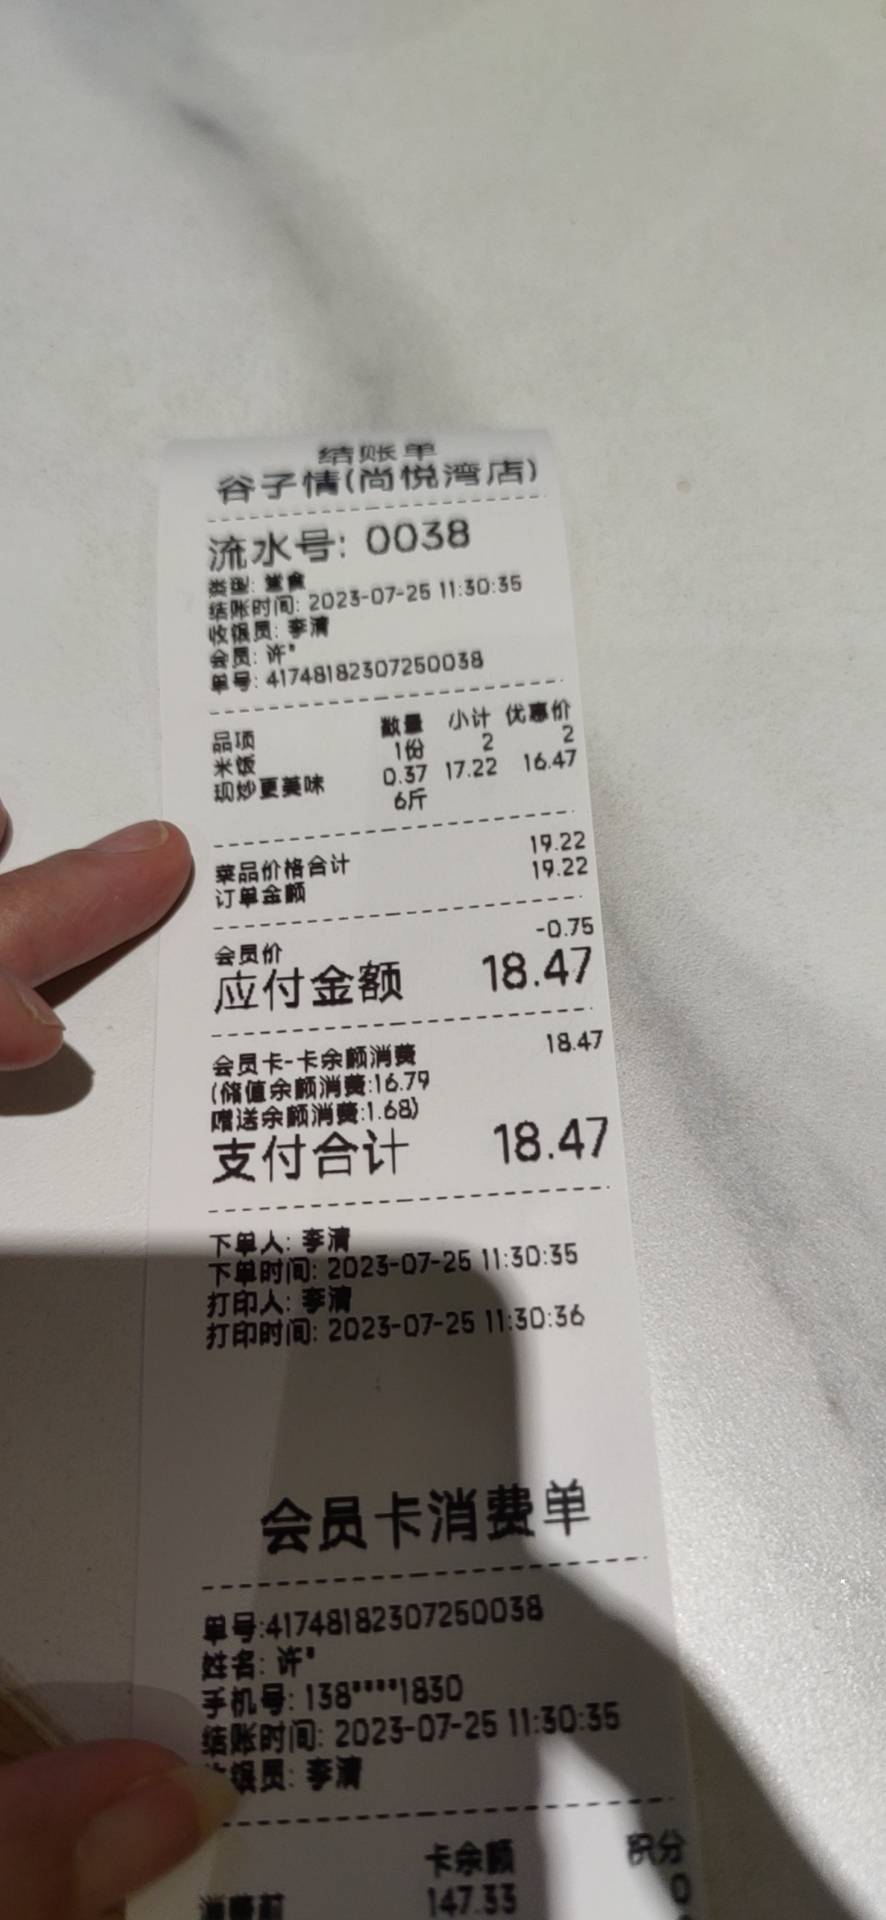 结账单
谷子情(尚悦湾店)
流水号: 0038
类型: 堂食
结账时间: 2023-07-25 11:30:35
收银员: 李清
会员: 许*
单号: 41748182307250038
品项 数量 小计 优惠价
米饭 1份 2 2
现炒更美味 0.37 17.22 16.47
6斤
菜品价格合计 19.22
订单金额 19.22
会员价 -0.75
应付金额 18.47
会员卡-卡余额消费 18.47
(储值余额消费:16.79
赠送余额消费:1.68)
支付合计 18.47
下单人: 李清
下单时间: 2023-07-25 11:30:35
打印人: 李清
打印时间: 2023-07-25 11:30:36
会员卡消费单
单号:41748182307250038
姓名: 许*
手机号: 138****1830
结账时间: 2023-07-25 11:30:35
银员: 李清
卡余额 积分
消费前 147.33 0